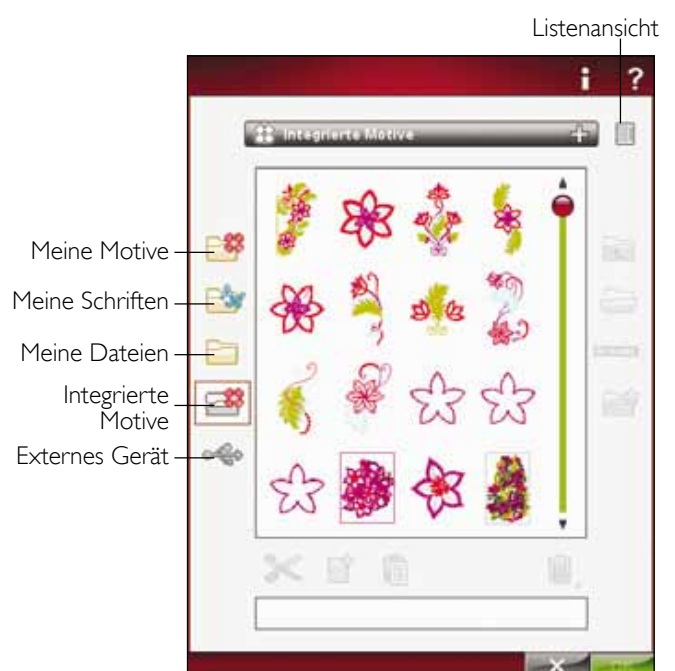 Listenansicht
i ?
Integrierte Motive
Meine Motive
Meine Schriften
Meine Dateien
Integrierte
Motive
Externes Gerät